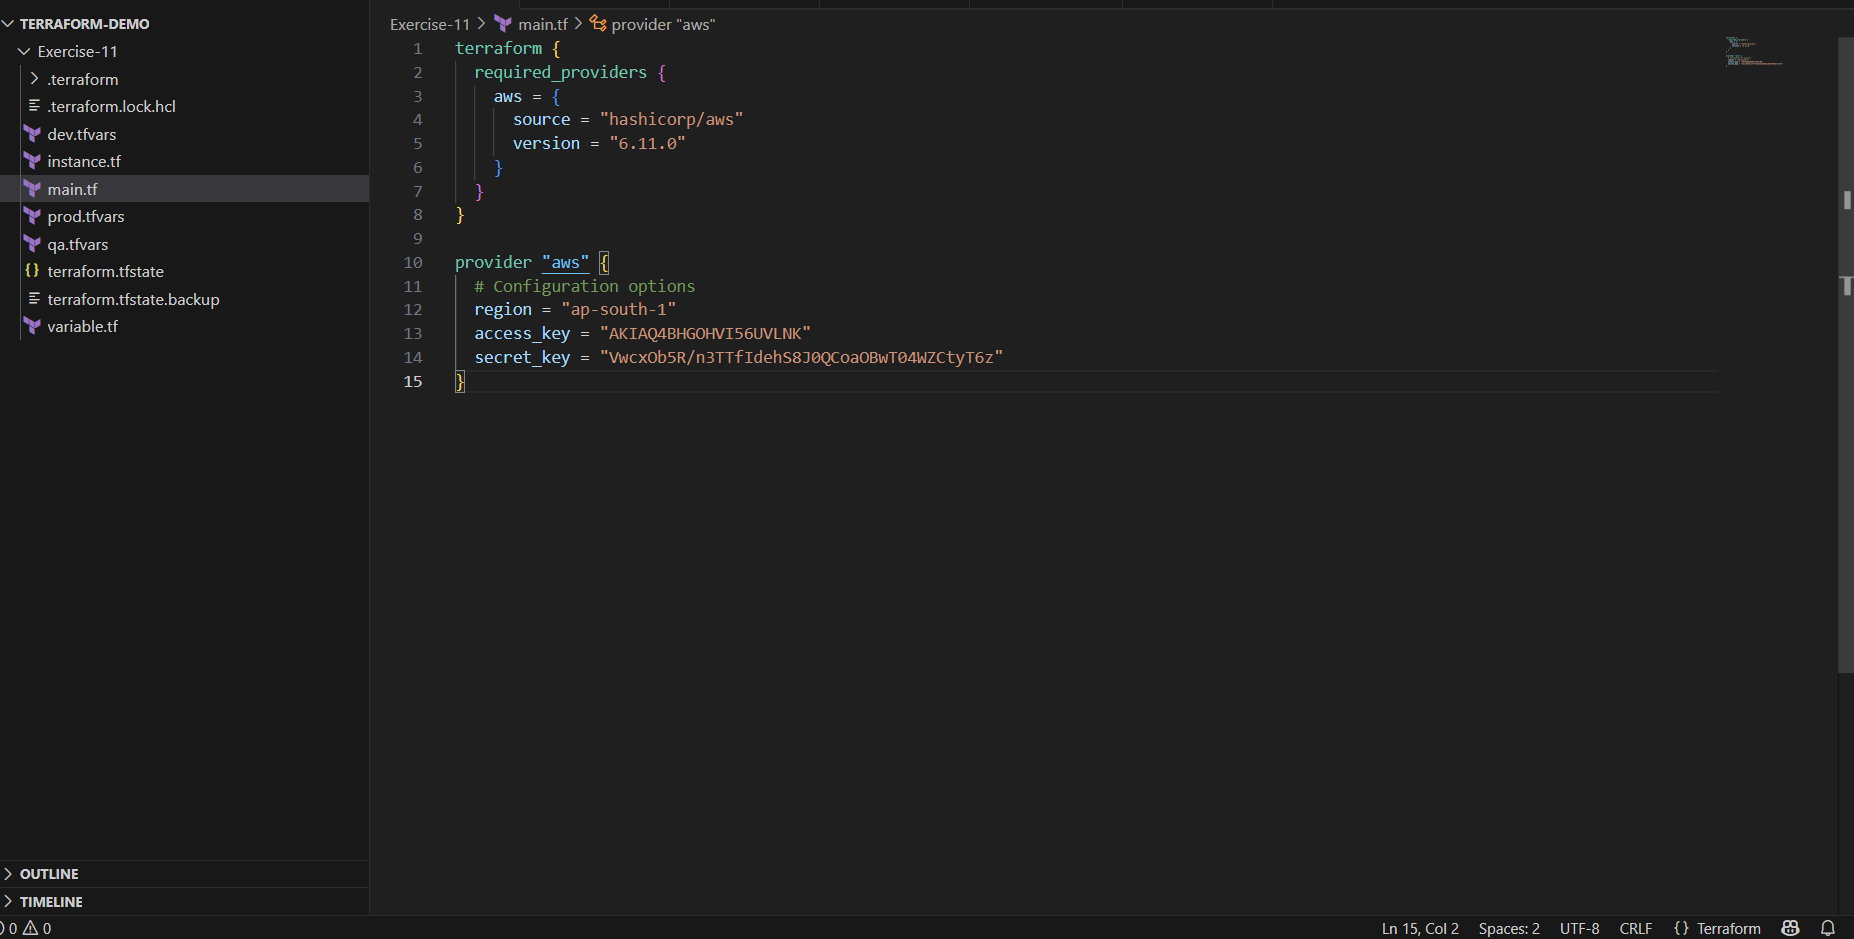 TERRAFORM-DEMO
Exercise-11
.terraform
.terraform.lock.hcl
dev.tfvars
instance.tf
main.tf
prod.tfvars
qa.tfvars
terraform.tfstate
terraform.tfstate.backup
variable.tf
OUTLINE
TIMELINE
Exercise-11 > main.tf > provider "aws"
1 terraform {
2   required_providers {
3     aws = {
4       source = "hashicorp/aws"
5       version = "6.11.0"
6     }
7   }
8 }
9
10 provider "aws" {
11   # Configuration options
12   region = "ap-south-1"
13   access_key = "AKIAQ4BHGOHVI56UVLNK"
14   secret_key = "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"
15 }
0 0 Ln 15, Col 2 Spaces: 2 UTF-8 CRLF {} Terraform